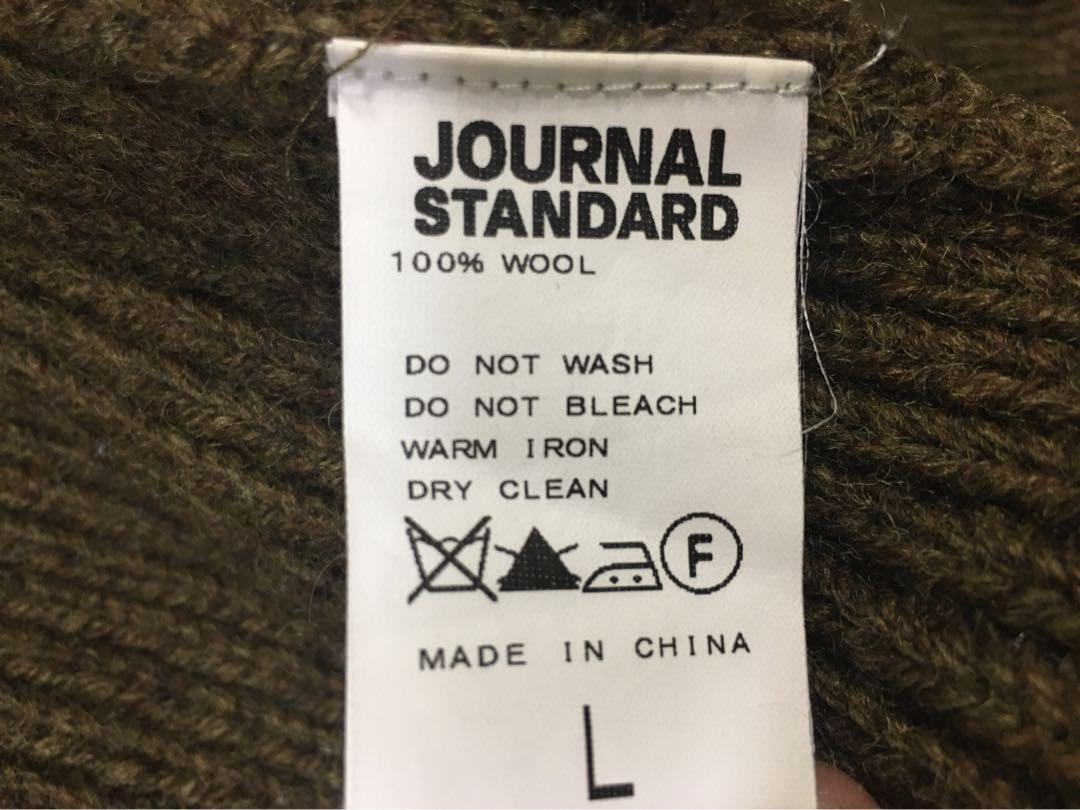 JOURNAL
STANDARD
100% WOOL
DO NOT WASH
DO NOT BLEACH
WARM IRON
DRY CLEAN
F
MADE IN CHINA
L